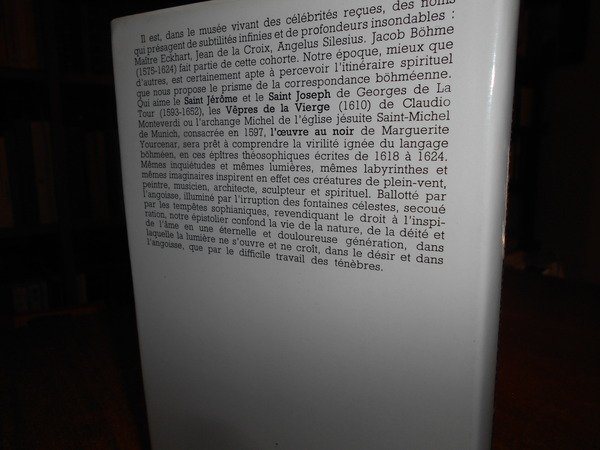 Il est, dans le musée vivant des célébrités reçues, des noms
qui présagent de subtilités infinies et de profondeurs insondables :
Maître Eckhart, Jean de la Croix, Angelus Silesius. Jacob Böhme
(1575-1624) fait partie de cette cohorte. Notre époque, mieux que
d'autres, est certainement apte à percevoir l'itinéraire spirituel
que nous propose le prisme de la correspondance böhméenne.
Qui aime le Saint Jérôme et le Saint Joseph de Georges de La
Tour (1593-1652), les Vêpres de la Vierge (1610) de Claudio
Monteverdi ou l'archange Michel de l'église jésuite Saint-Michel
de Munich, consacrée en 1597, l'œuvre au noir de Marguerite
Yourcenar, sera prêt à comprendre la virilité ignée du langage
böhméen, en ces épîtres théosophiques écrites de 1618 à 1624.
Mêmes inquiétudes et mêmes lumières, mêmes labyrinthes et
mêmes imaginaires inspirent en effet ces créatures de plein-vent,
peintre, musicien, architecte, sculpteur et spirituel. Ballotté par
l'angoisse, illuminé par l'irruption des fontaines célestes, secoué
par les tempêtes sophianiques, revendiquant le droit à l'inspi-
ration, notre épistolier confond la vie de la nature, de la déité et
de l'âme en une éternelle et douloureuse génération, dans
laquelle la lumière ne s'ouvre et ne croît, dans le désir et dans
l'angoisse, que par le difficile travail des ténèbres.